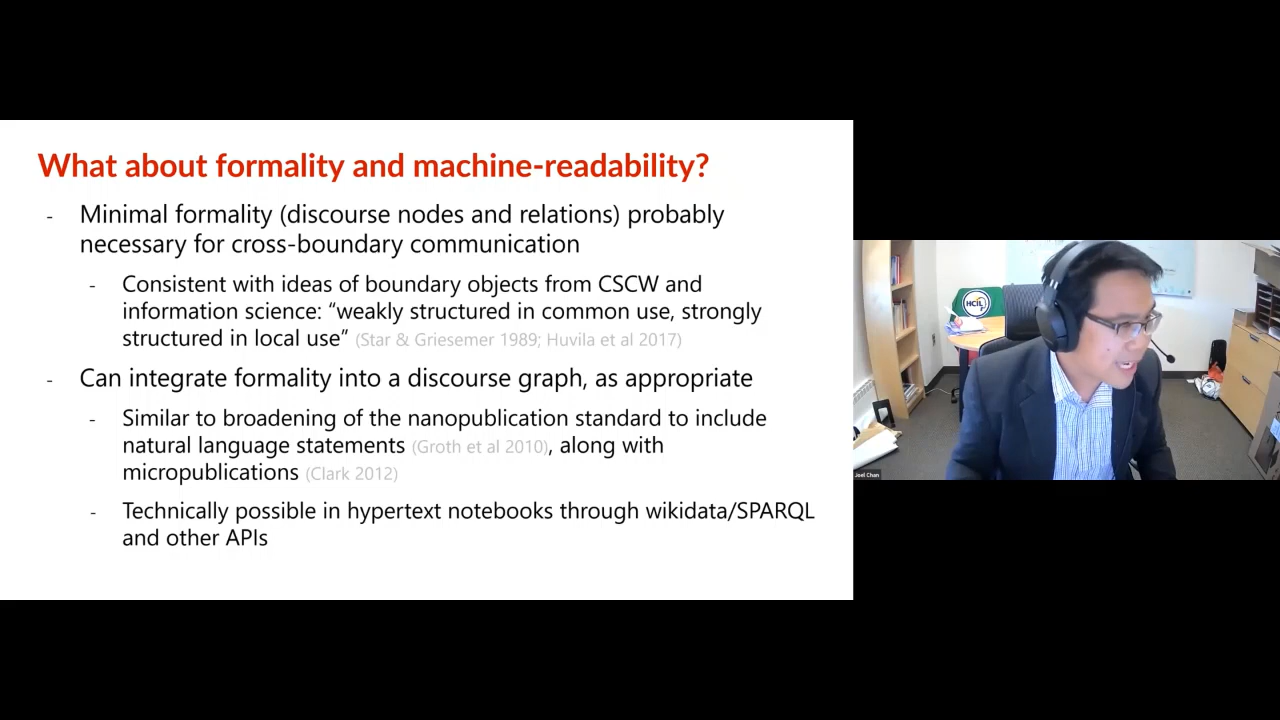 What about formality and machine-readability?
- Minimal formality (discourse nodes and relations) probably
necessary for cross-boundary communication
- Consistent with ideas of boundary objects from CSCW and
information science: “weakly structured in common use, strongly
structured in local use” (Star & Griesemer 1989; Huvila et al 2017)
- Can integrate formality into a discourse graph, as appropriate
- Similar to broadening of the nanopublication standard to include
natural language statements (Groth et al 2010), along with
micropublications (Clark 2012)
- Technically possible in hypertext notebooks through wikidata/SPARQL
and other APIs
HCIL
Joel Chan